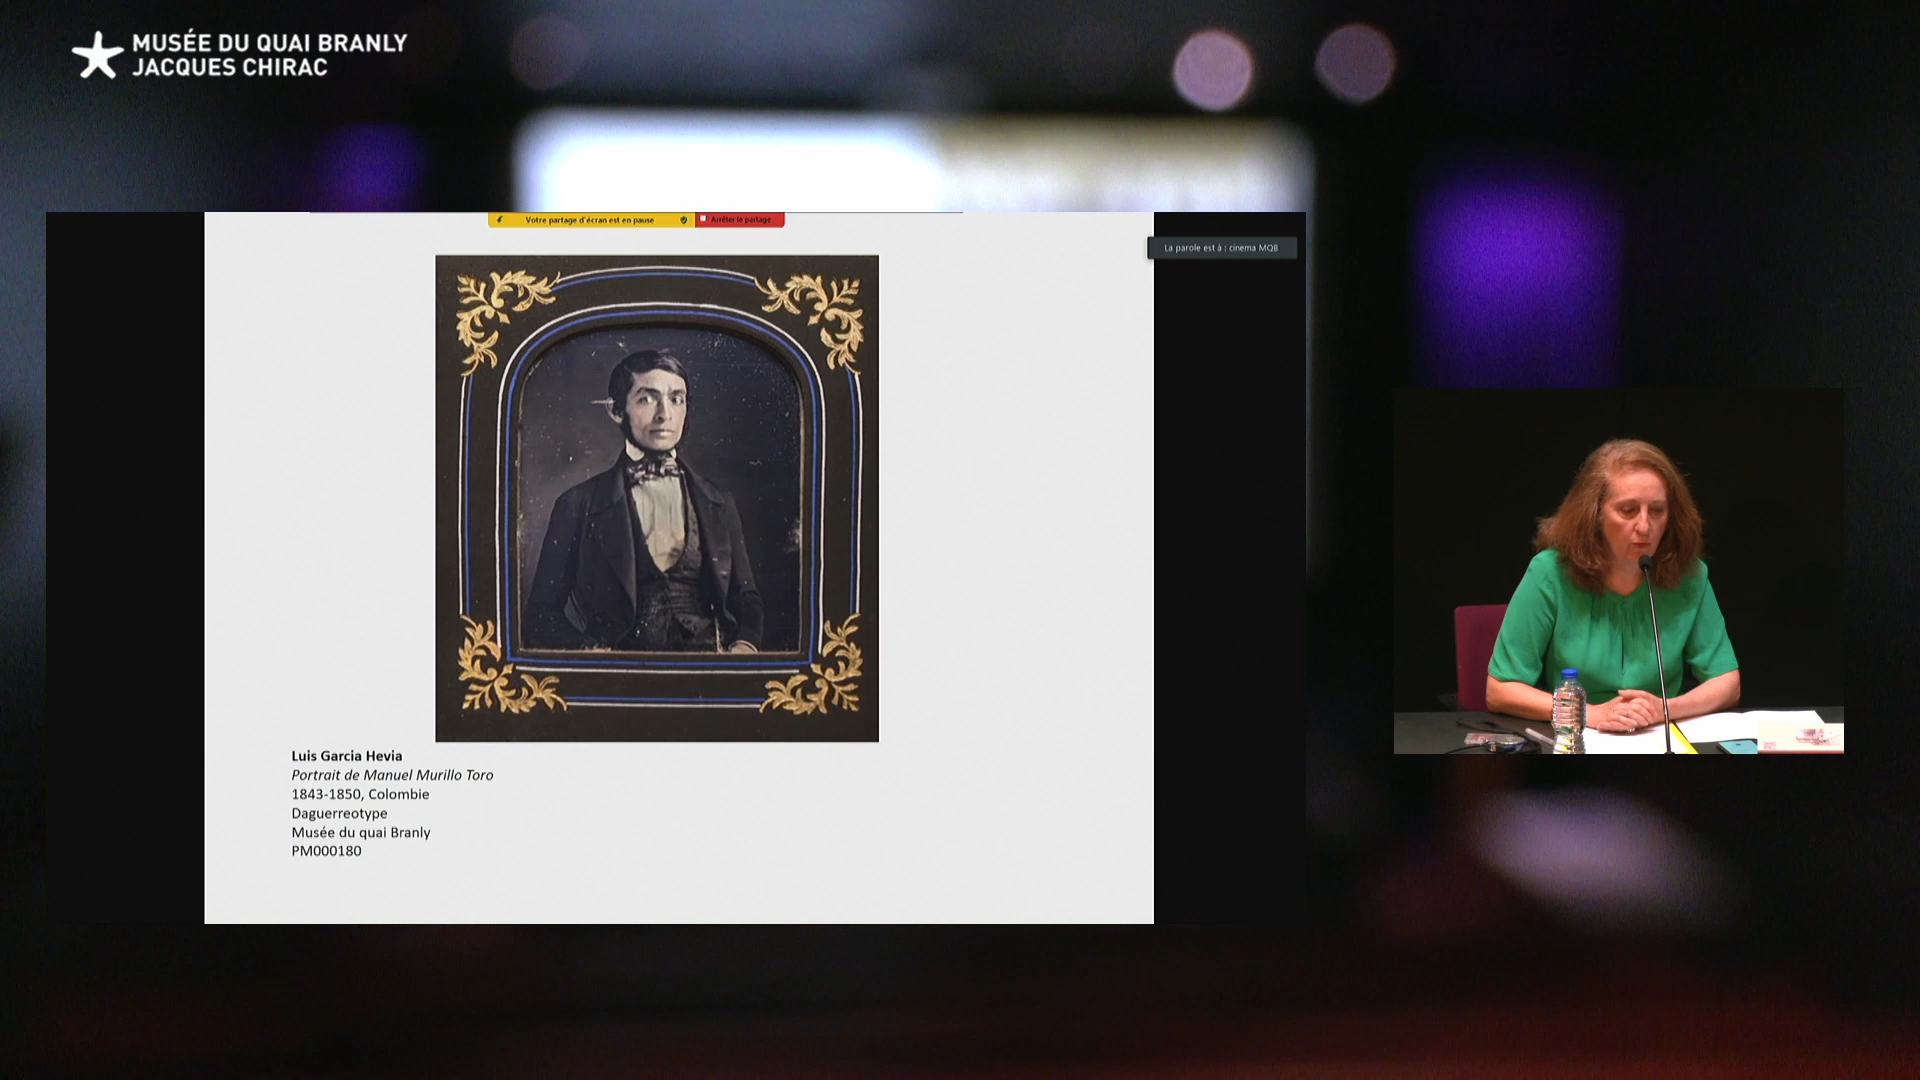 MUSÉE DU QUAI BRANLY
JACQUES CHIRAC
Votre partage d'écran est en pause
Arrêter le partage
La parole est à : cinema MQB
Luis Garcia Hevia
Portrait de Manuel Murillo Toro
1843-1850, Colombie
Daguerreotype
Musée du quai Branly
PM000180